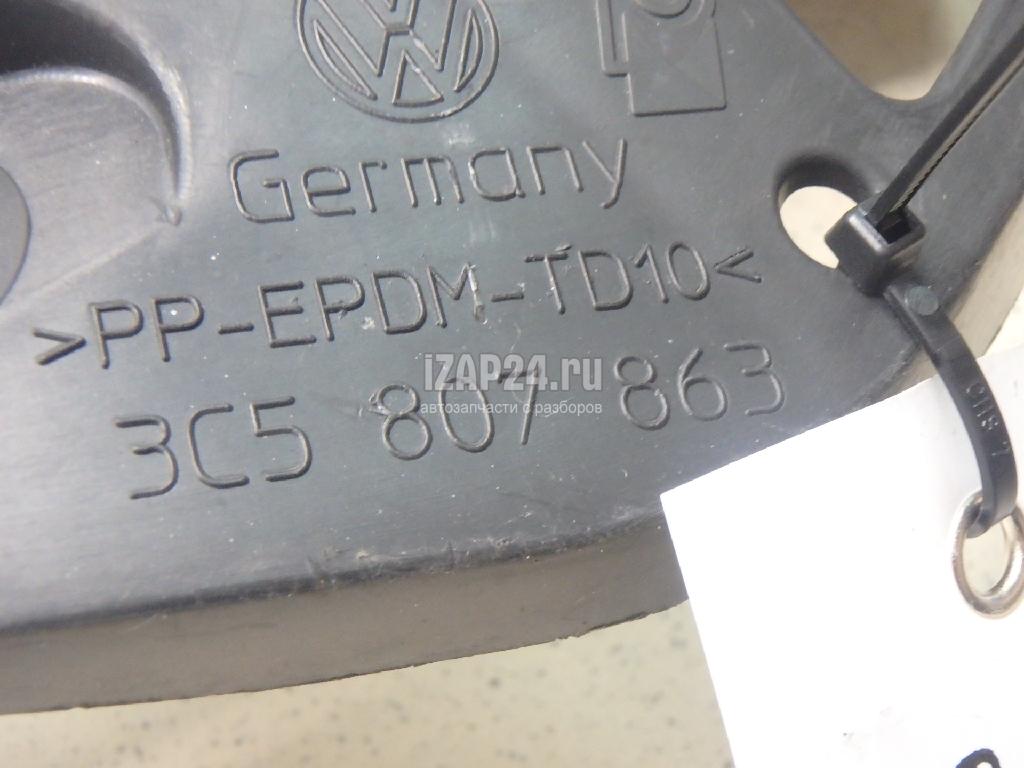 Germany
>PP-EPDM-TD10<
iZAP24.ru
автозапчасти с разборов
3C5 807 863